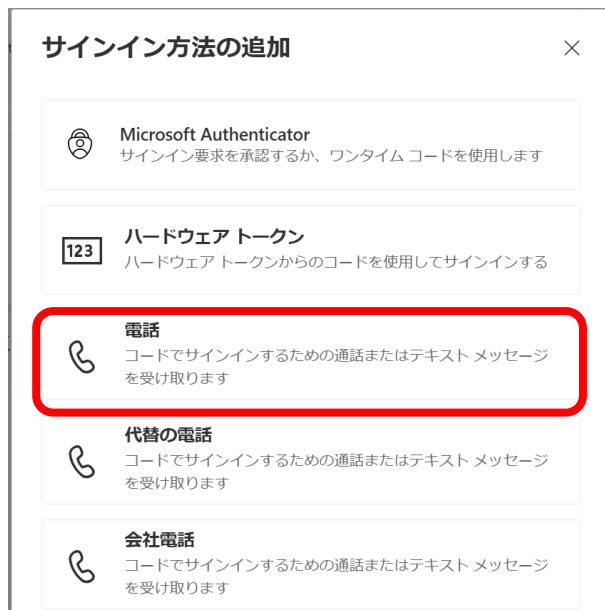 サインイン方法の追加
Microsoft Authenticator
サインイン要求を承認するか、ワンタイム コードを使用します
123
ハードウェア トークン
ハードウェア トークンからのコードを使用してサインインする
電話
コードでサインインするための通話またはテキスト メッセージ
を受け取ります
代替の電話
コードでサインインするための通話またはテキスト メッセージ
を受け取ります
会社電話
コードでサインインするための通話またはテキスト メッセージ
を受け取ります